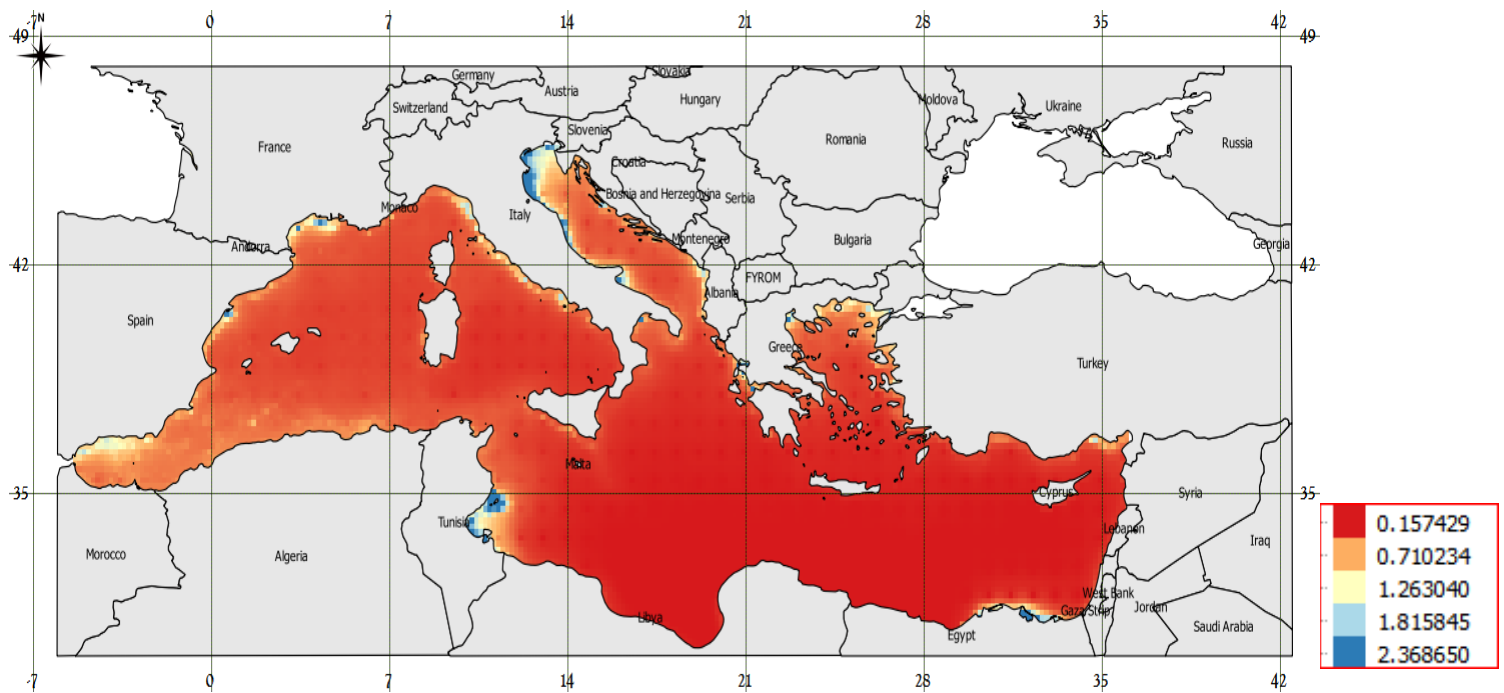 -7 N 0 7 14 21 28 35 42
49 49
Slovakia
Germany
Austria
Hungary
Moldova
Ukraine
Switzerland
Slovenia
Romania
Russia
France
Croatia
Bosnia and Herzegovina
Serbia
Monaco
Italy
Montenegro
Bulgaria
Georgia
Andorra
42 42
FYROM
Albania
Spain
Greece
Turkey
Malta
35 35
Cyprus
Syria
Tunisia
Lebanon
Iraq
Morocco
Algeria
West Bank
Gaza Strip
Jordan
Libya
Egypt
Saudi Arabia
-7 0 7 14 21 28 35 42
0.157429
0.710234
1.263040
1.815845
2.368650